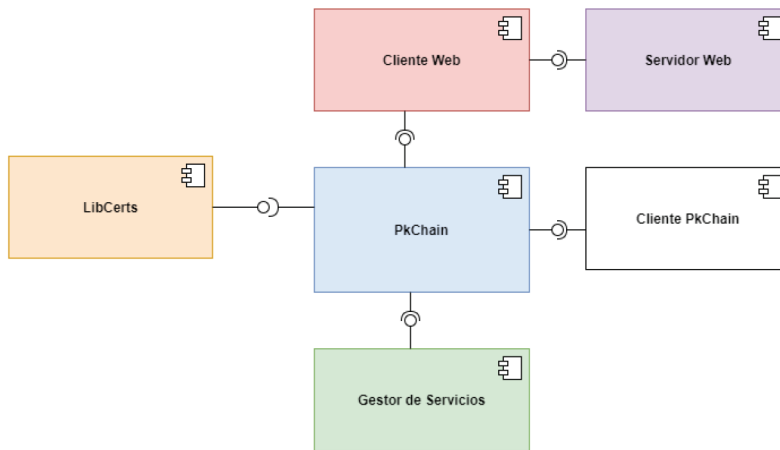 Cliente Web
Servidor Web
LibCerts
PkChain
Cliente PkChain
Gestor de Servicios